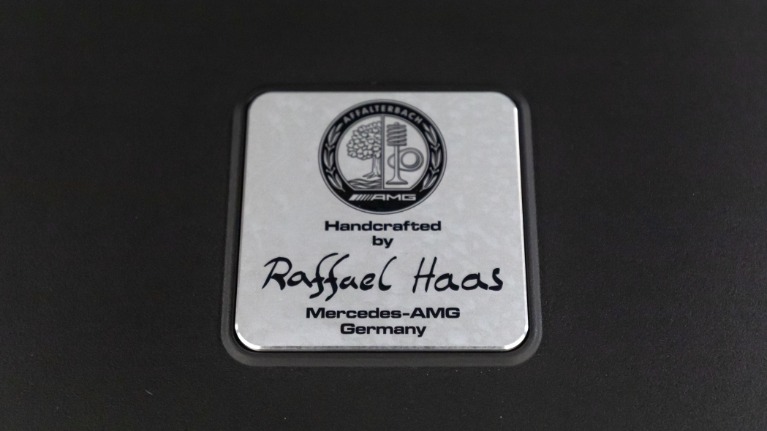 AFFALTERBACH
AMG
Handcrafted
by
Raffael Haas
Mercedes-AMG
Germany